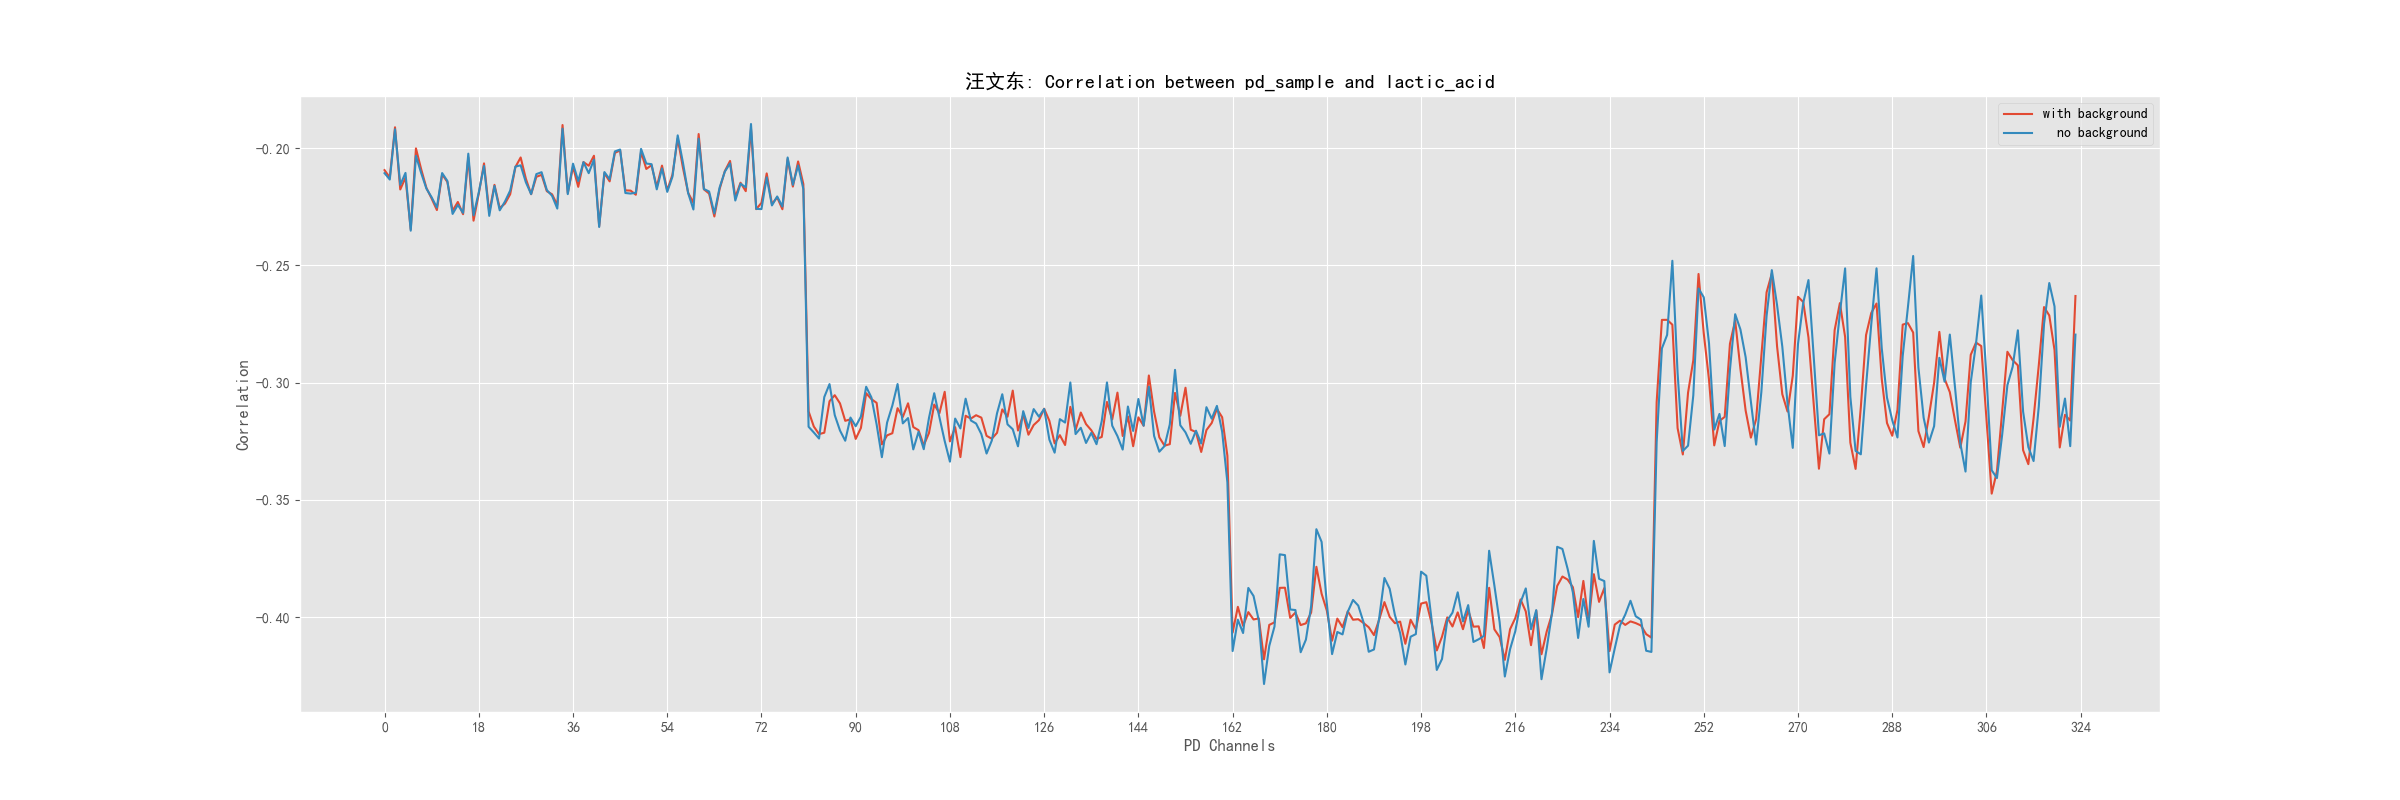 汪文东: Correlation between pd_sample and lactic_acid
with background
no background
−0.20
−0.25
−0.30
−0.35
−0.40
Correlation
0 18 36 54 72 90 108 126 144 162 180 198 216 234 252 270 288 306 324
PD Channels